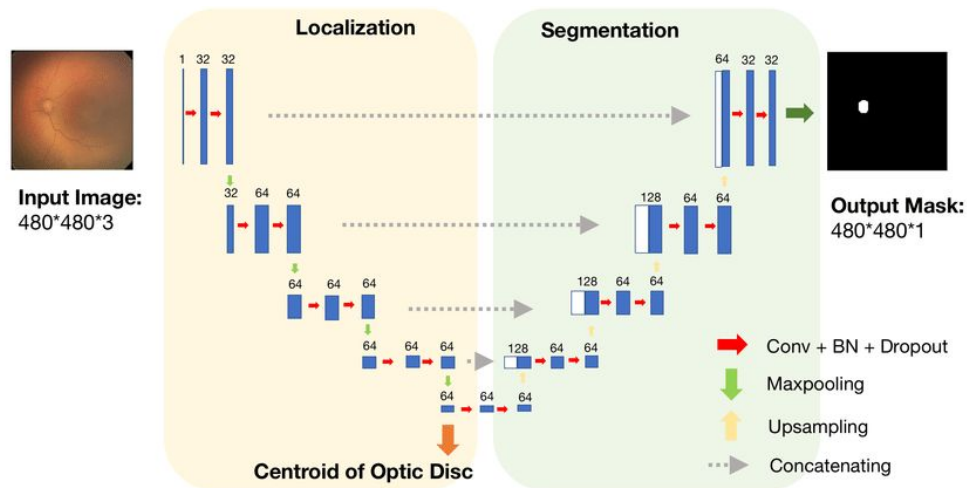 Localization
Segmentation
1 32 32
64 32 32
Input Image:
480*480*3
Output Mask:
480*480*1
32 64 64
128 64 64
64 64 64
128 64 64
64 64 64
128 64 64
64 64 64
Centroid of Optic Disc
Conv + BN + Dropout
Maxpooling
Upsampling
Concatenating